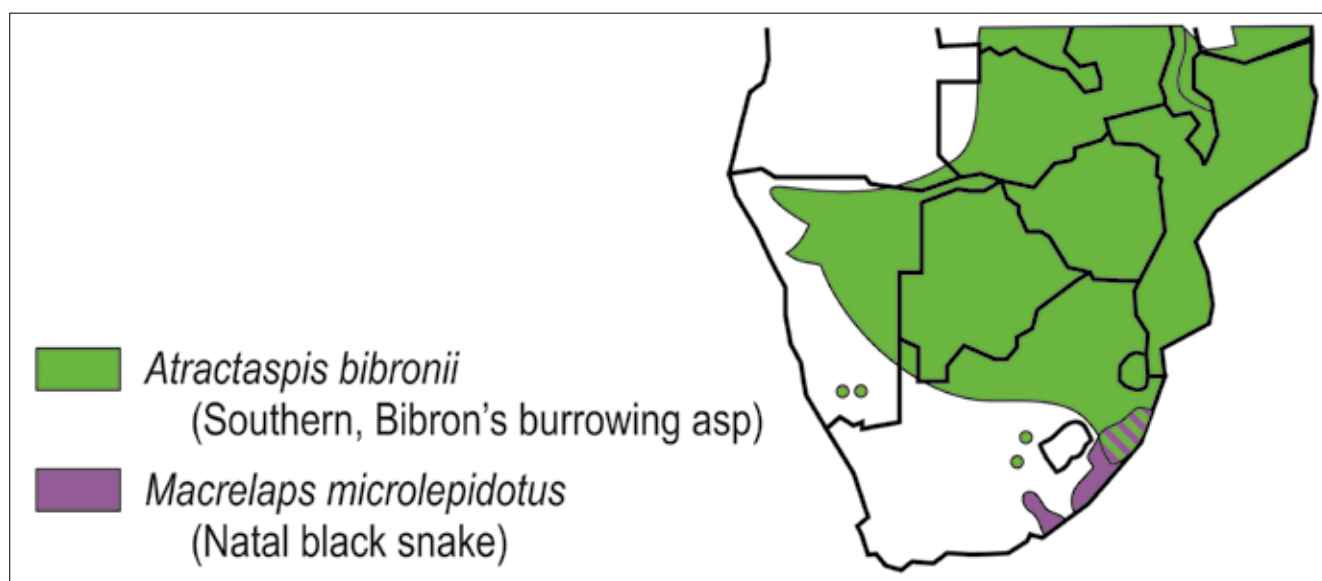 Atractaspis bibronii
(Southern, Bibron's burrowing asp)
Macrelaps microlepidotus
(Natal black snake)